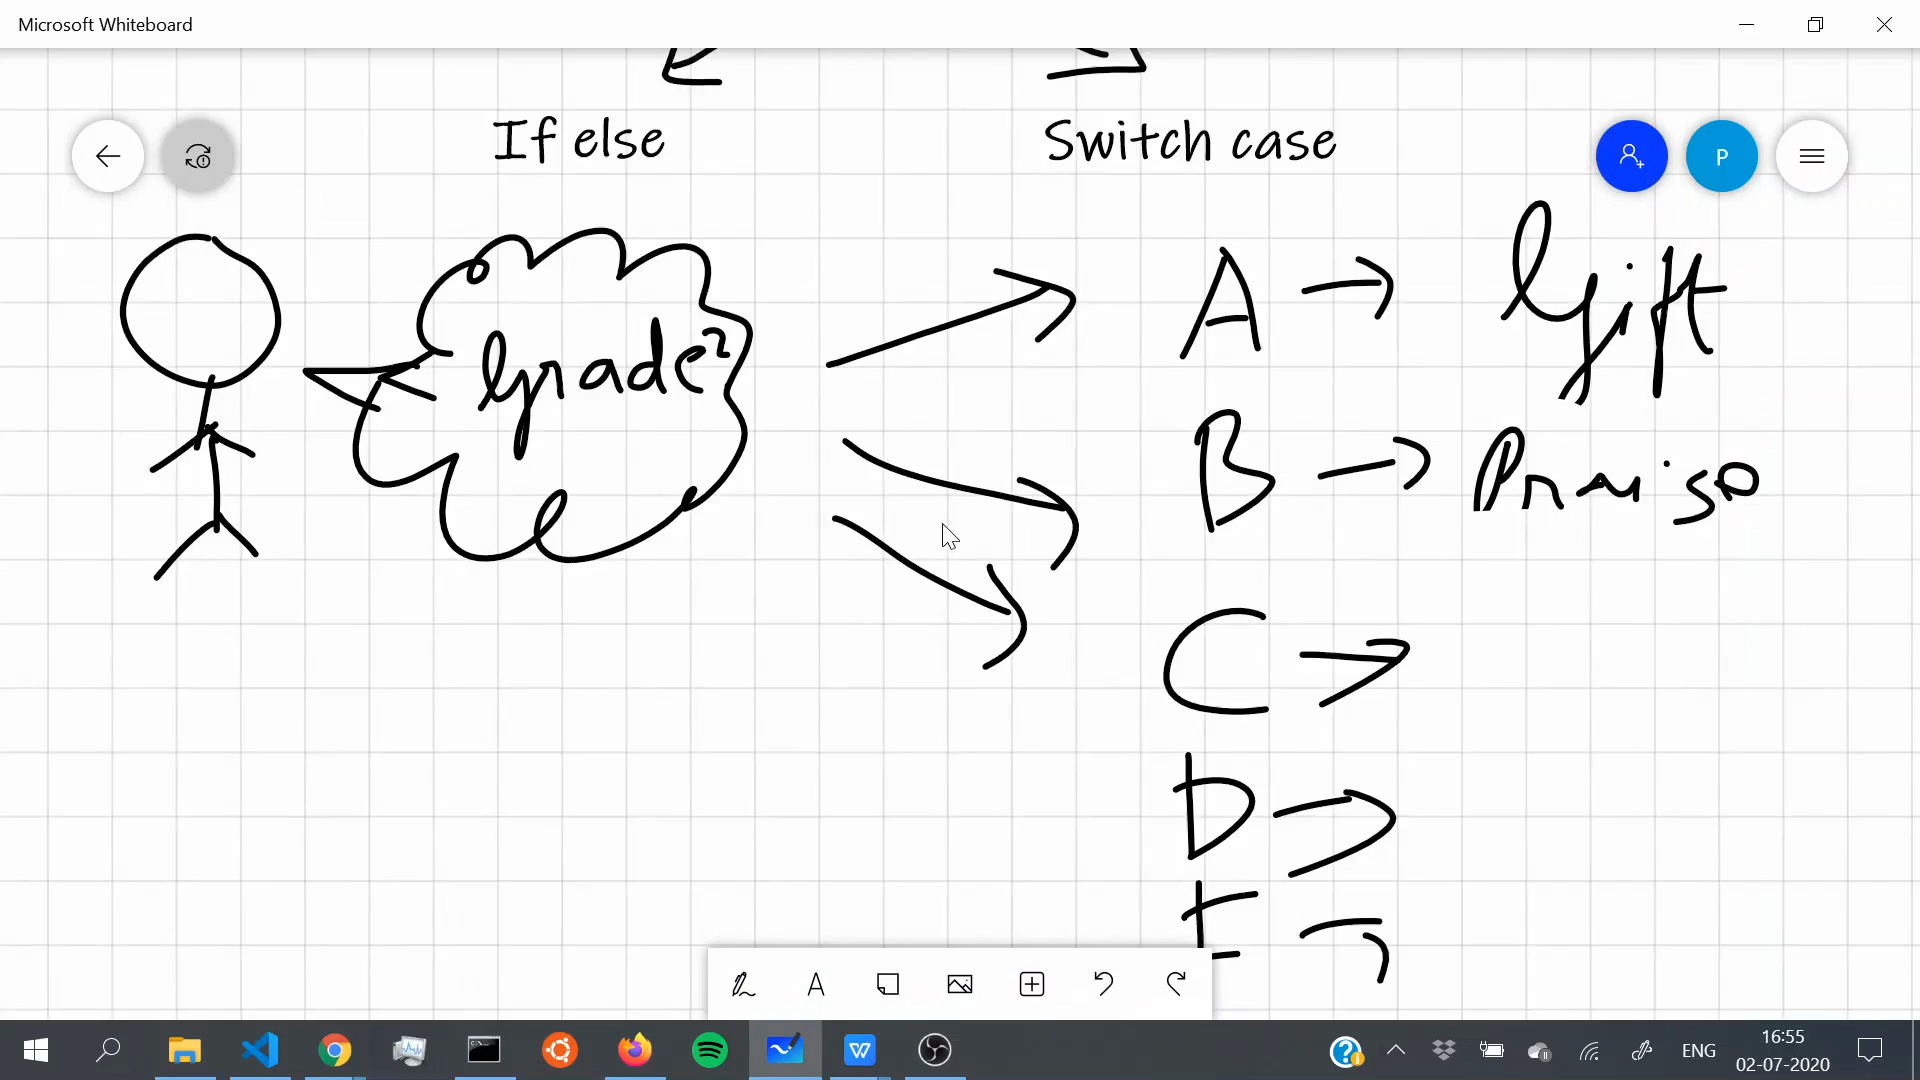 Microsoft Whiteboard
If else
Switch case
P
Grade?
A → Gift
B → Praise
C →
D →
E →
ENG
16:55
02-07-2020